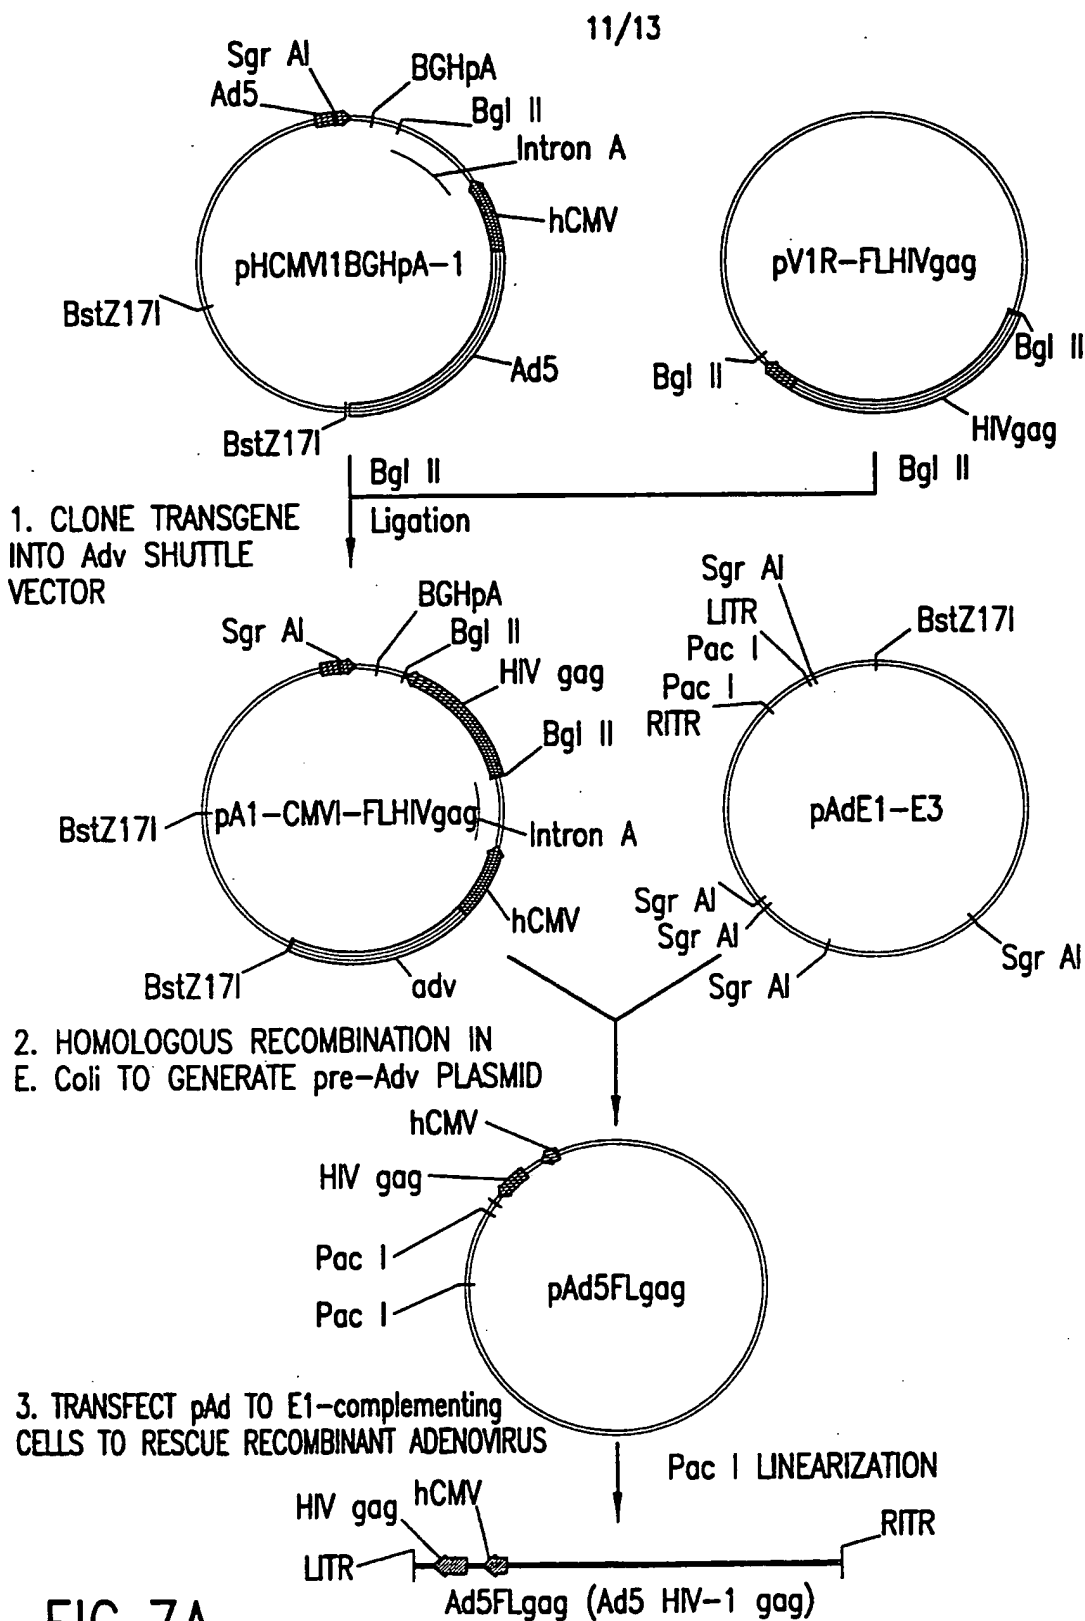 11/13
Sgr AI
BGHpA
Ad5
Bgl II
Intron A
hCMV
pHCMVI1BGHpA-1
BstZ17I
Ad5
BstZ17I
pV1R-FLHIVgag
Bgl II
Bgl II
HIVgag
Bgl II
Bgl II
Ligation
1. CLONE TRANSGENE
INTO Adv SHUTTLE
VECTOR
BGHpA
Sgr AI
Bgl II
HIV gag
Bgl II
pA1-CMVI-FLHIVgag
BstZ17I
Intron A
hCMV
BstZ17I
adv
Sgr AI
LITR
BstZ17I
Pac I
Pac I
RITR
pAdE1-E3
Sgr AI
Sgr AI
Sgr AI
Sgr AI
2. HOMOLOGOUS RECOMBINATION IN
E. Coli TO GENERATE pre-Adv PLASMID
hCMV
HIV gag
Pac I
Pac I
pAd5FLgag
3. TRANSFECT pAd TO E1-complementing
CELLS TO RESCUE RECOMBINANT ADENOVIRUS
Pac I LINEARIZATION
HIV gag
hCMV
RITR
LITR
Ad5FLgag (Ad5 HIV-1 gag)
FIG. 7A